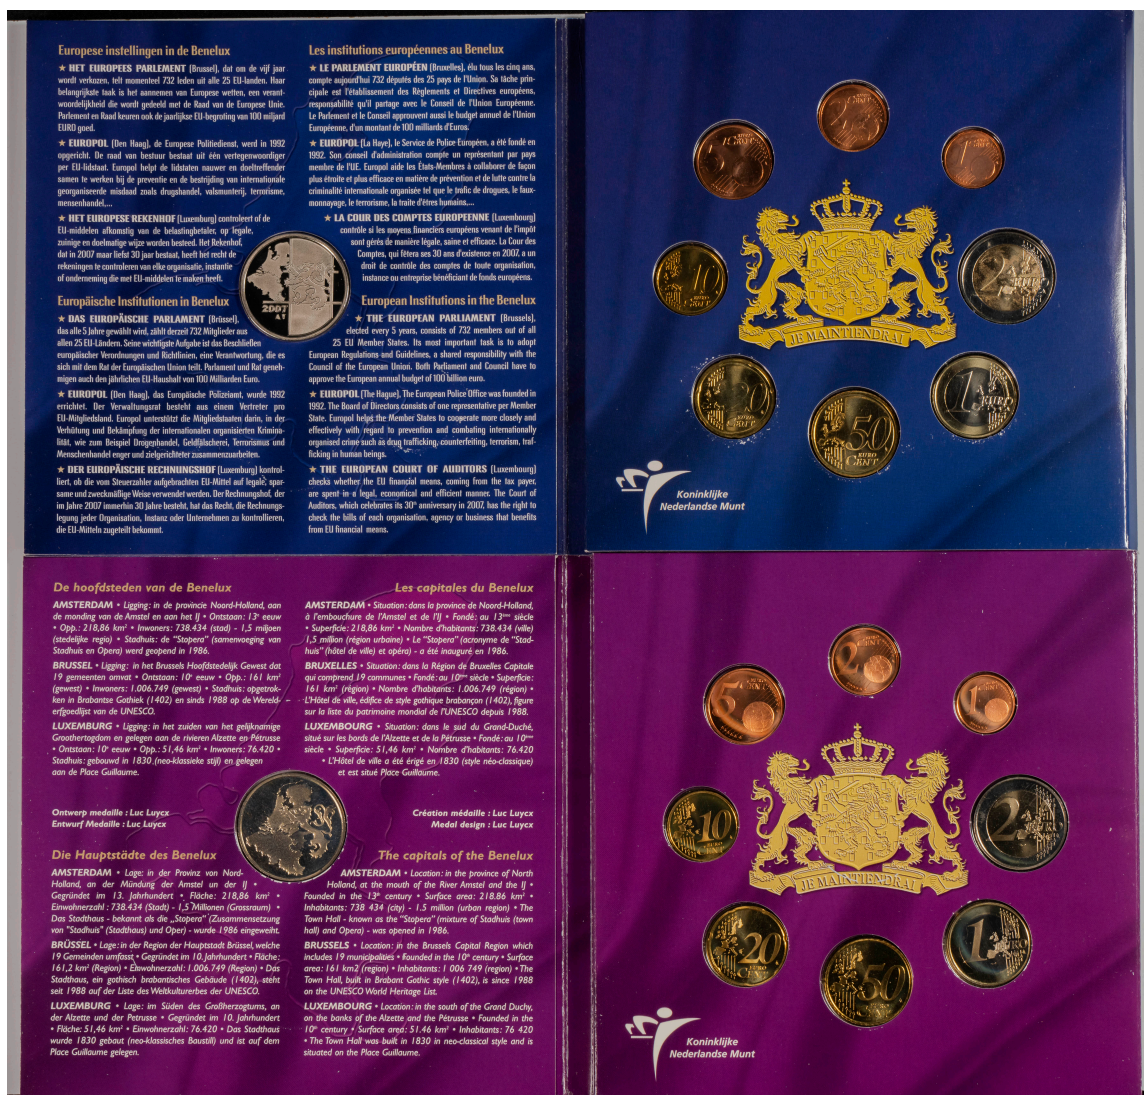 Europese instellingen in de Benelux
★ HET EUROPEES PARLEMENT (Brussel), dat om de vijf jaar
wordt verkozen, telt momenteel 732 leden uit alle 25 EU-landen. Haar
belangrijkste taak is het aannemen van Europese wetten, een verant-
woordelijkheid die wordt gedeeld met de Raad van de Europese Unie.
Parlement en Raad keuren ook de jaarlijkse EU-begroting van 100 miljard
EURO goed.
★ EUROPOL (Den Haag), de Europese Politiedienst, werd in 1992
opgericht. De raad van bestuur bestaat uit één vertegenwoordiger
per EU-lidstaat. Europol helpt de lidstaten nauwer en doeltreffender
samen te werken bij de preventie en de bestrijding van internationale
georganiseerde misdaad zoals drugshandel, valsmunterij, terrorisme,
mensenhandel,...
★ HET EUROPESE REKENHOF (Luxemburg) controleert of de
EU-middelen afkomstig van de belastingbetaler, op legale,
zuinige en doelmatige wijze worden besteed. Het Rekenhof,
dat in 2007 maar liefst 30 jaar bestaat, heeft het recht de
rekeningen te controleren van elke organisatie, instantie
of onderneming die met EU-middelen te maken heeft.
Les institutions européennes au Benelux
★ LE PARLEMENT EUROPÉEN (Bruxelles), élu tous les cinq ans,
compte aujourd'hui 732 députés des 25 pays de l'Union. Sa tâche prin-
cipale est l'établissement des Règlements et Directives européens,
responsabilité qu'il partage avec le Conseil de l'Union Européenne.
Le Parlement et le Conseil approuvent aussi le budget annuel de l'Union
Européenne, d'un montant de 100 milliards d'Euros.
★ EUROPOL (La Haye), le Service de Police Européen, a été fondé en
1992. Son conseil d'administration compte un représentant par pays
membre de l'UE. Europol aide les États-Membres à collaborer de façon
plus étroite et plus efficace en matière de prévention et de lutte contre la
criminalité internationale organisée tel que le trafic de drogues, le faux-
monnayage, le terrorisme, la traite d'êtres humains,...
★ LA COUR DES COMPTES EUROPEENNE (Luxembourg)
contrôle si les moyens financiers européens venant de l'impôt
sont gérés de manière légale, saine et efficace. La Cour des
Comptes, qui fêtera ses 30 ans d'existence en 2007, a un
droit de contrôle des comptes de toute organisation,
instance ou entreprise bénéficiant de fonds européens.
2007
Europäische Institutionen in Benelux
★ DAS EUROPÄISCHE PARLAMENT (Brüssel),
das alle 5 Jahre gewählt wird, zählt derzeit 732 Mitglieder aus
allen 25 EU-Ländern. Seine wichtigste Aufgabe ist das Beschließen
europäischer Verordnungen und Richtlinien, eine Verantwortung, die es
sich mit dem Rat der Europäischen Union teilt. Parlament und Rat geneh-
migen auch den jährlichen EU-Haushalt von 100 Milliarden Euro.
★ EUROPOL (Den Haag), das Europäische Polizeiamt, wurde 1992
errichtet. Der Verwaltungsrat besteht aus einem Vertreter pro
EU-Mitgliedsland. Europol unterstützt die Mitgliedstaaten darin, in der
Verhütung und Bekämpfung der internationalen organisierten Krimina-
lität, wie zum Beispiel Drogenhandel, Geldfälscherei, Terrorismus und
Menschenhandel enger und zielgerichteter zusammenzuarbeiten.
★ DER EUROPÄISCHE RECHNUNGSHOF (Luxemburg) kontrol-
liert, ob die vom Steuerzahler aufgebrachten EU-Mittel auf legale, spar-
same und zweckmäßige Weise verwendet werden. Der Rechnungshof, der
im Jahre 2007 immerhin 30 Jahre besteht, hat das Recht, die Rechnungs-
legung jeder Organisation, Instanz oder Unternehmen zu kontrollieren,
die EU-Mitteln zugeteilt bekommt.
European Institutions in the Benelux
★ THE EUROPEAN PARLIAMENT (Brussels),
elected every 5 years, consists of 732 members out of all
25 EU Member States. Its most important task is to adopt
European Regulations and Guidelines, a shared responsibility with the
Council of the European Union. Both Parliament and Council have to
approve the European annual budget of 100 billion euro.
★ EUROPOL (The Hague), The European Police Office was founded in
1992. The Board of Directors consists of one representative per Member
State. Europol helps the Member States to cooperate more closely and
effectively with regard to prevention and combating internationally
organised crime such as drug trafficking, counterfeiting, terrorism, traf-
ficking in human beings.
★ THE EUROPEAN COURT OF AUDITORS (Luxembourg)
checks whether the EU financial means, coming from the tax payer,
are spent in a legal, economical and efficient manner. The Court of
Auditors, which celebrates its 30th anniversary in 2007, has the right to
check the bills of each organisation, agency or business that benefits
from EU financial means.
2
EURO
CENT
5
1
10
2
JE MAINTIENDRAI
20
50
EURO
CENT
1
EURO
Koninklijke
Nederlandse Munt
De hoofdsteden van de Benelux
AMSTERDAM • Ligging: in de provincie Noord-Holland, aan
de monding van de Amstel en aan het IJ • Ontstaan: 13e eeuw
• Opp.: 218,86 km² • Inwoners: 738.434 (stad) - 1,5 miljoen
(stedelijke regio) • Stadhuis: de "Stopera" (samenvoeging van
Stadhuis en Opera) werd geopend in 1986.
BRUSSEL • Ligging: in het Brussels Hoofdstedelijk Gewest dat
19 gemeenten omvat • Ontstaan: 10e eeuw • Opp.: 161 km²
(gewest) • Inwoners: 1.006.749 (gewest) • Stadhuis: opgetrok-
ken in Brabantse Gothiek (1402) en sinds 1988 op de Wereld-
erfgoedlijst van de UNESCO.
LUXEMBURG • Ligging: in het zuiden van het gelijknamige
Groothertogdom en gelegen aan de rivieren Alzette en Pétrusse
• Ontstaan: 10e eeuw • Opp.: 51,46 km² • Inwoners: 76.420 •
Stadhuis: gebouwd in 1830 (neo-klassieke stijl) en gelegen
aan de Place Guillaume.
Les capitales du Benelux
AMSTERDAM • Situation: dans la province de Noord-Holland,
à l'embouchure de l'Amstel et de l'IJ • Fondé: au 13ème siècle
• Superficie: 218,86 km² • Nombre d'habitants: 738.434 (ville)
1,5 million (région urbaine) • Le "Stopera" (acronyme de "Stad-
huis" (hôtel de ville) et opéra) - a été inauguré en 1986.
BRUXELLES • Situation: dans la Région de Bruxelles Capitale
qui comprend 19 communes • Fondé: au 10ème siècle • Superficie:
161 km² (région) • Nombre d'habitants: 1.006.749 (région) •
L'Hôtel de ville, édifice de style gothique brabançon (1402), figure
sur la liste du patrimoine mondial de l'UNESCO depuis 1988.
LUXEMBOURG • Situation: dans le sud du Grand-Duché,
situé sur les bords de l'Alzette et de la Pétrusse • Fondé: au 10ème
siècle • Superficie: 51,46 km² • Nombre d'habitants: 76.420
• L'Hôtel de ville a été érigé en 1830 (style néo-classique)
et est situé Place Guillaume.
Ontwerp medaille : Luc Luycx
Entwurf Medaille : Luc Luycx
Création médaille : Luc Luycx
Medal design : Luc Luycx
Die Hauptstädte des Benelux
AMSTERDAM • Lage: in der Provinz von Nord-
Holland, an der Mündung der Amstel un der IJ •
Gegründet im 13. Jahrhundert • Fläche: 218,86 km² •
Einwohnerzahl : 738.434 (Stad) - 1,5 Millionen (Grossraum) •
Das Stadthaus - bekannt als die „Stopera" (Zusammensetzung
von "Stadhuis" (Stadthaus) und Oper) - wurde 1986 eingeweiht.
BRÜSSEL • Lage: in der Region der Hauptstadt Brüssel, welche
19 Gemeinden umfasst • Gegründet im 10. Jahrhundert • Fläche:
161,2 km² (Region) • Einwohnerzahl: 1.006.749 (Region) • Das
Stadthaus, ein gothisch brabantisches Gebäude (1402), steht
seit 1988 auf der Liste des Weltkulturerbes der UNESCO.
LUXEMBURG • Lage: im Süden des Großherzogtums, an
der Alzette und der Petrusse • Gegründet im 10. Jahrhundert
• Fläche: 51,46 km² • Einwohnerzahl: 76.420 • Das Stadthaus
wurde 1830 gebaut (neo-klassisches Baustill) und ist auf dem
Place Guillaume gelegen.
The capitals of the Benelux
AMSTERDAM • Location: in the province of North
Holland, at the mouth of the River Amstel and the IJ •
Founded in the 13th century • Surface area: 218.86 km² •
Inhabitants: 738 434 (city) - 1.5 million (urban region) • The
Town Hall - known as the "Stopera" (mixture of Stadhuis (town
hall) and Opera) - was opened in 1986.
BRUSSELS • Location: in the Brussels Capital Region which
includes 19 municipalities • Founded in the 10th century • Surface
area: 161 km2 (region) • Inhabitants: 1 006 749 (region) • The
Town Hall, built in Brabant Gothic style (1402), is since 1988
on the UNESCO World Heritage List.
LUXEMBOURG • Location: in the south of the Grand Duchy,
on the banks of the Alzette and the Pétrusse • Founded in the
10th century • Surface area: 51.46 km² • Inhabitants: 76 420
• The Town Hall was built in 1830 in neo-classical style and is
situated on the Place Guillaume.
2
5
1
10
EURO
CENT
2
JE MAINTIENDRAI
20
EURO
CENT
50
EURO
CENT
1
Koninklijke
Nederlandse Munt